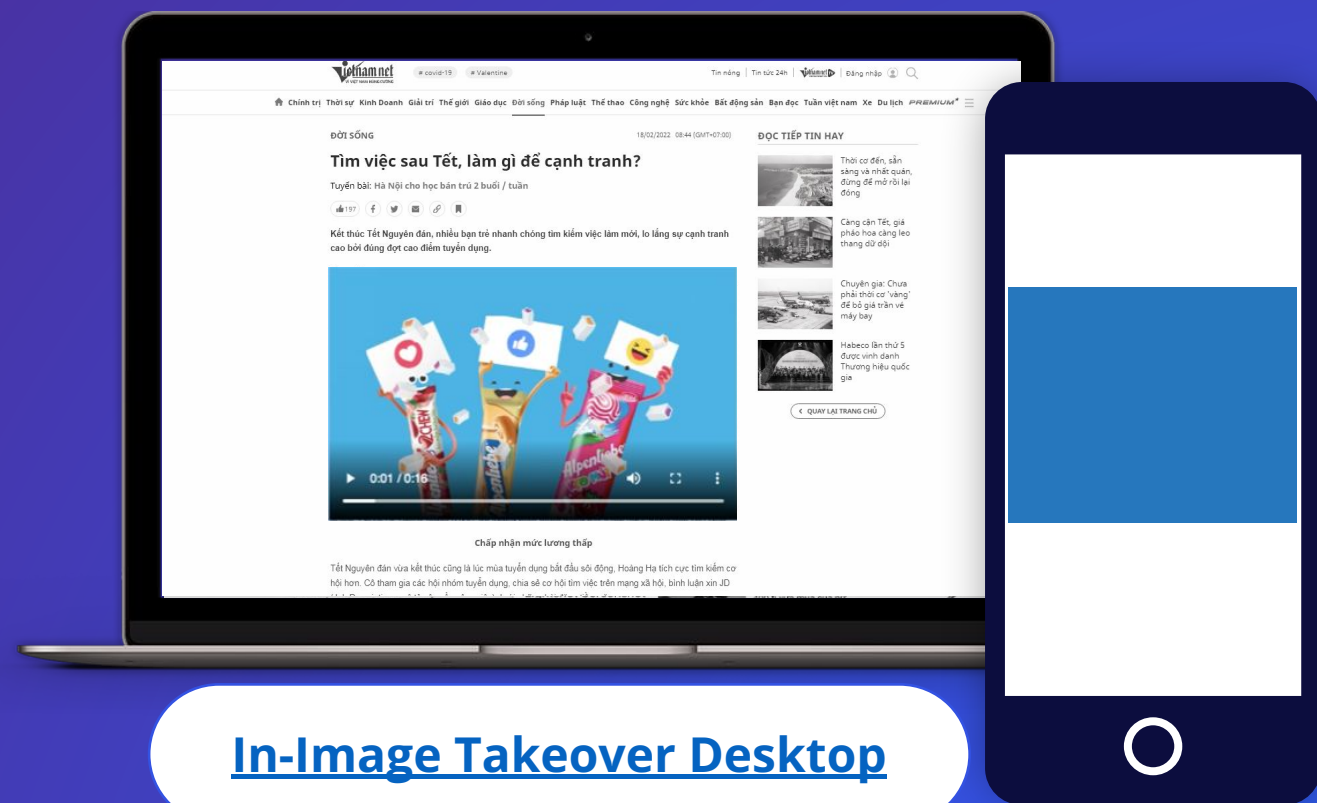 Vietnamnet
# covid-19 # Valentine
Tin nóng | Tin tức 24h | Đăng nhập
Chính trị Thời sự Kinh Doanh Giải trí Thế giới Giáo dục Đời sống Pháp luật Thể thao Công nghệ Sức khỏe Bất động sản Bạn đọc Tuần việt nam Xe Du lịch PREMIUM
ĐỜI SỐNG
18/02/2022 08:44 (GMT+07:00)
Tìm việc sau Tết, làm gì để cạnh tranh?
Tuyến bài: Hà Nội cho học bán trú 2 buổi / tuần
197
Kết thúc Tết Nguyên đán, nhiều bạn trẻ nhanh chóng tìm kiếm việc làm mới, lo lắng sự cạnh tranh
cao bởi đúng đợt cao điểm tuyển dụng.
2CHEW
Alpenliebe
Alpenliebe
0:01 / 0:16
Chấp nhận mức lương thấp
Tết Nguyên đán vừa kết thúc cũng là lúc mùa tuyển dụng bắt đầu sôi động, Hoàng Hạ tích cực tìm kiếm cơ
hội hơn. Cô tham gia các hội nhóm tuyển dụng, chia sẻ cơ hội tìm việc trên mạng xã hội, bình luận xin JD
ĐỌC TIẾP TIN HAY
Thời cơ đến, sẵn
sàng và nhất quán,
đừng để mở rồi lại
đóng
Càng cận Tết, giá
pháo hoa càng leo
thang dữ dội
Chuyên gia: Chưa
phải thời cơ 'vàng'
để bỏ giá trần vé
máy bay
Habeco lần thứ 5
được vinh danh
Thương hiệu quốc
gia
QUAY LẠI TRANG CHỦ
In-Image Takeover Desktop